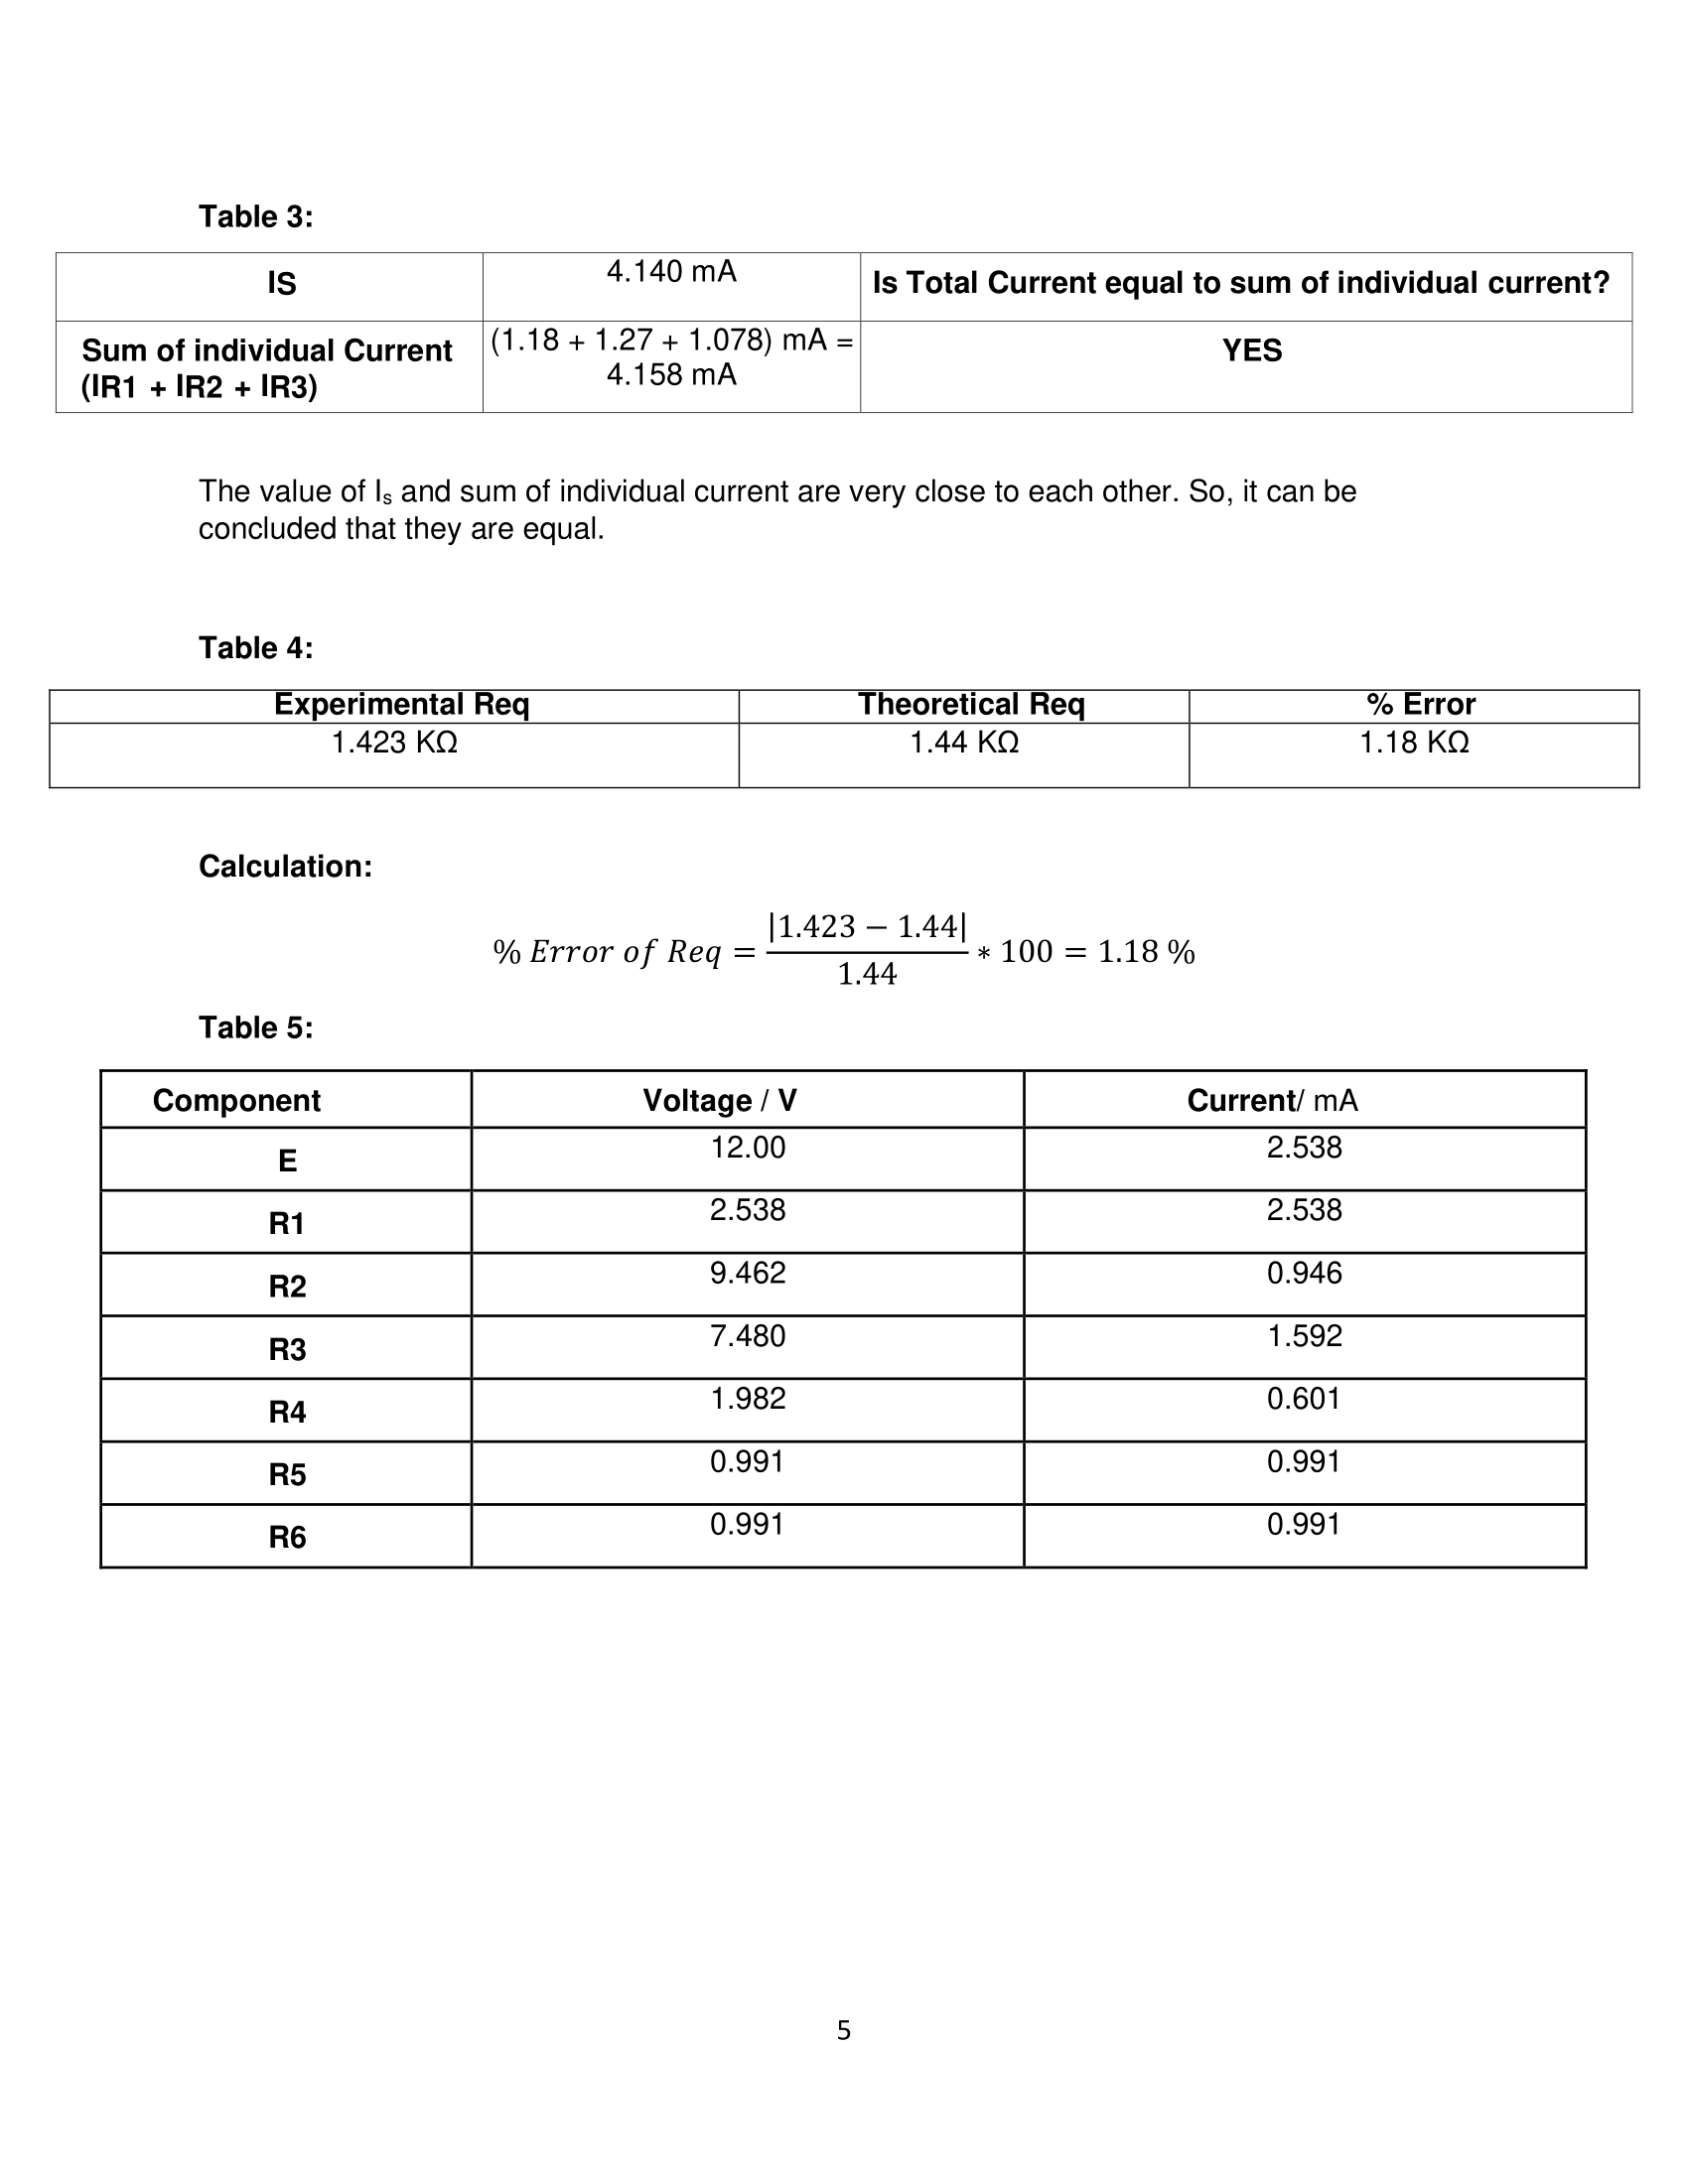 Table 3:
IS
4.140 mA
Is Total Current equal to sum of individual current?
Sum of individual Current
(IR1 + IR2 + IR3)
(1.18 + 1.27 + 1.078) mA =
4.158 mA
YES
The value of Is and sum of individual current are very close to each other. So, it can be
concluded that they are equal.
Table 4:
Experimental Req
Theoretical Req
% Error
1.423 KΩ
1.44 KΩ
1.18 KΩ
Calculation:
% Error of Req = |1.423 − 1.44| / 1.44 ∗ 100 = 1.18 %
Table 5:
Component
Voltage / V
Current/ mA
E
12.00
2.538
R1
2.538
2.538
R2
9.462
0.946
R3
7.480
1.592
R4
1.982
0.601
R5
0.991
0.991
R6
0.991
0.991
5